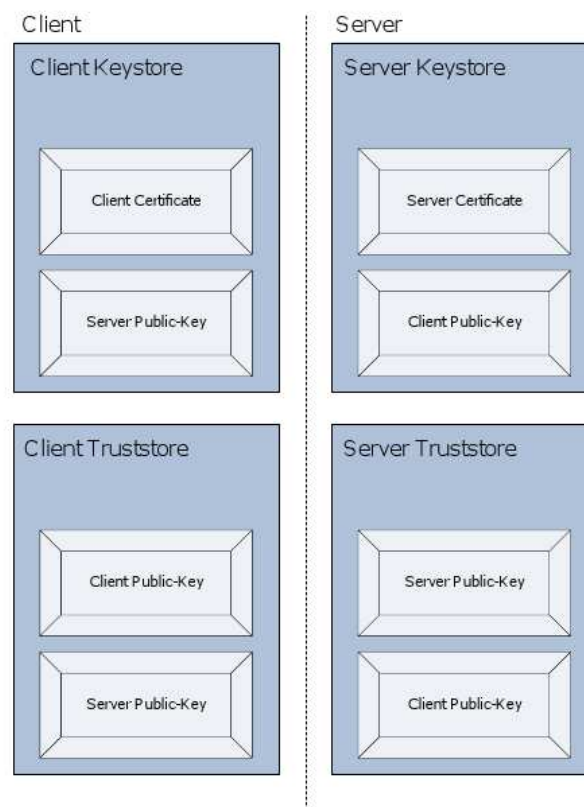 Client
Client Keystore
Client Certificate
Server Public-Key
Client Truststore
Client Public-Key
Server Public-Key
Server
Server Keystore
Server Certificate
Client Public-Key
Server Truststore
Server Public-Key
Client Public-Key